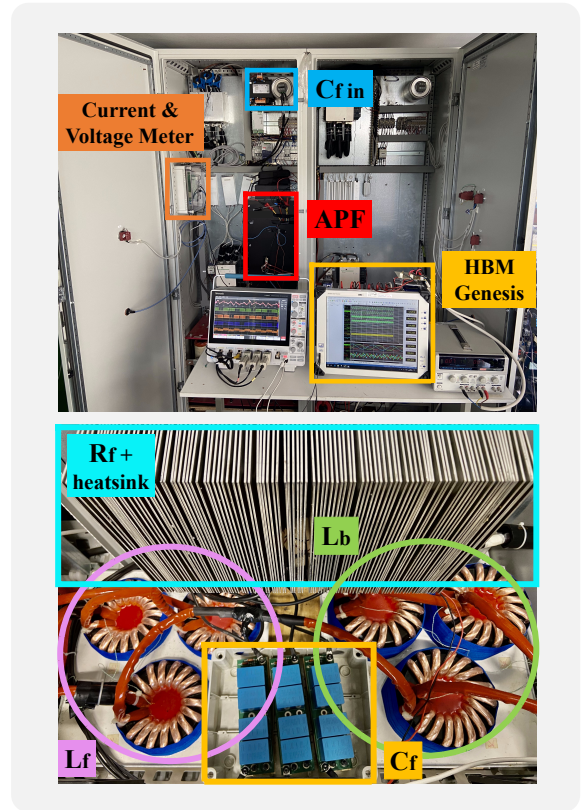 Cf in
Current &
Voltage Meter
APF
HBM
Genesis
Rf +
heatsink
Lb
Lf
Cf